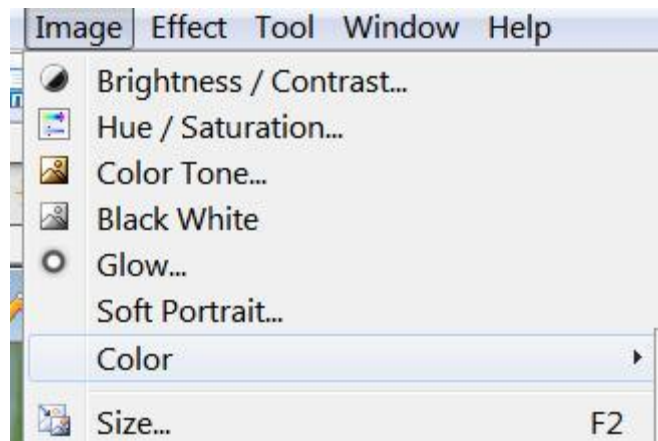 Image Effect Tool Window Help
Brightness / Contrast...
Hue / Saturation...
Color Tone...
Black White
Glow...
Soft Portrait...
Color
Size... F2